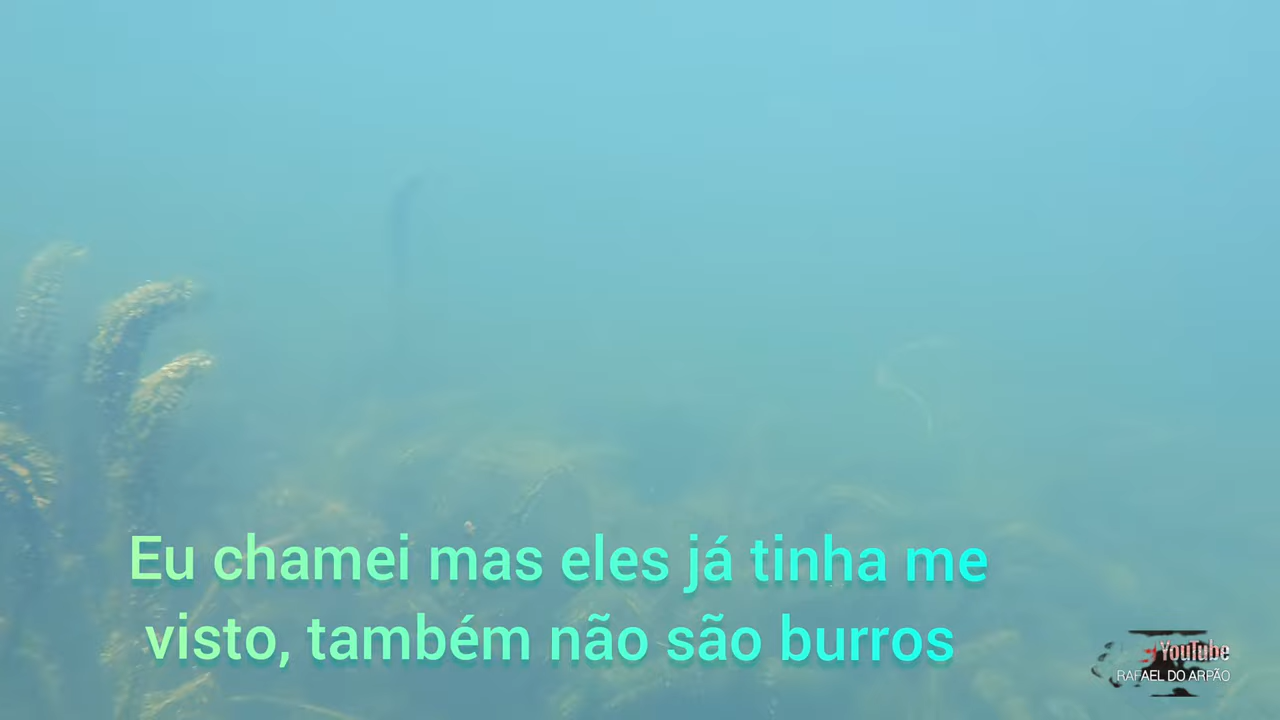 Eu chamei mas eles já tinha me
visto, também não são burros
YouTube
RAFAEL DO ARPÃO